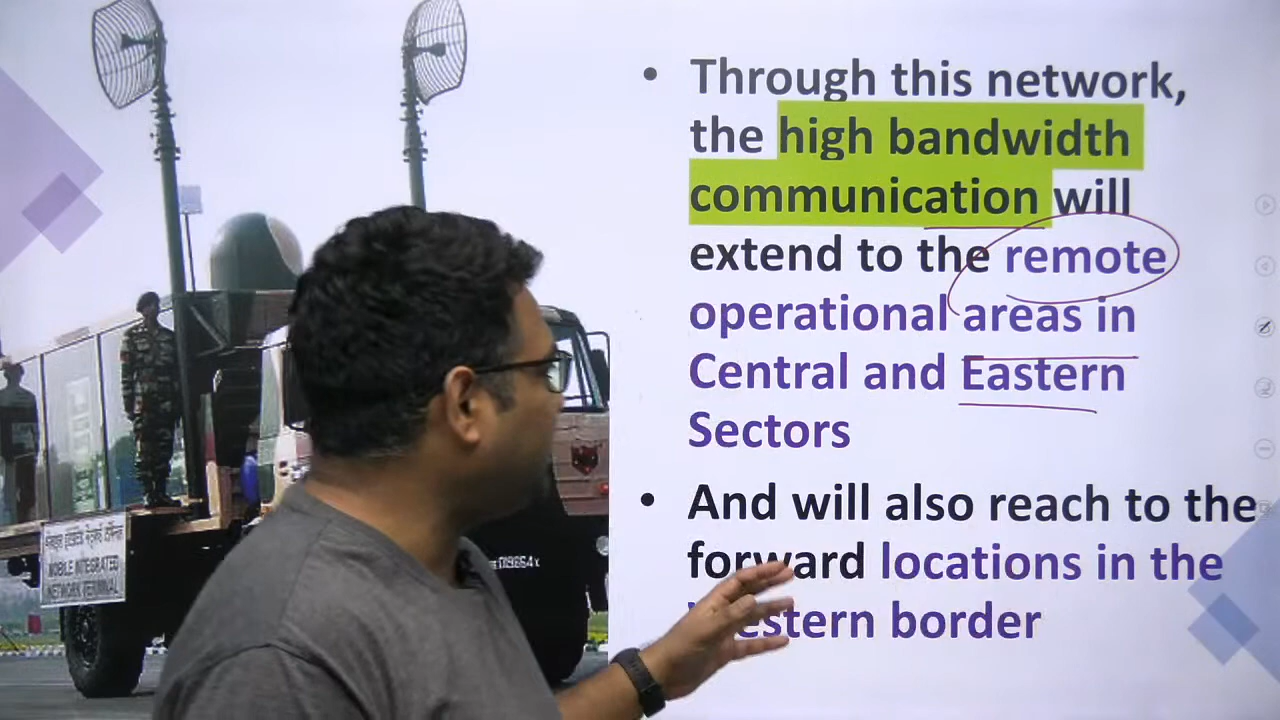 • Through this network,
the high bandwidth
communication will
extend to the remote
operational areas in
Central and Eastern
Sectors
• And will also reach to the
forward locations in the
Western border
MOBILE INTEGRATED
NETWORK TERMINAL